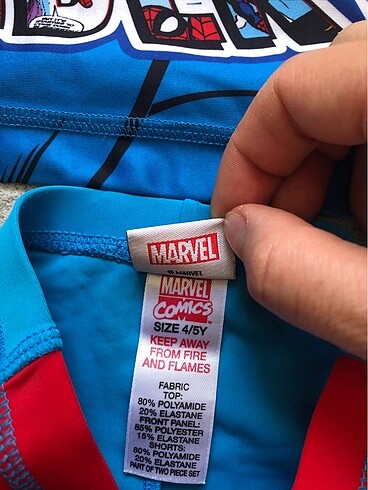 MARVEL
© MARVEL
MARVEL
COMICS
SIZE 4/5Y
KEEP AWAY
FROM FIRE
AND FLAMES
FABRIC
TOP:
80% POLYAMIDE
20% ELASTANE
FRONT PANEL:
85% POLYESTER
15% ELASTANE
SHORTS:
80% POLYAMIDE
20% ELASTANE
PART OF TWO PIECE SET